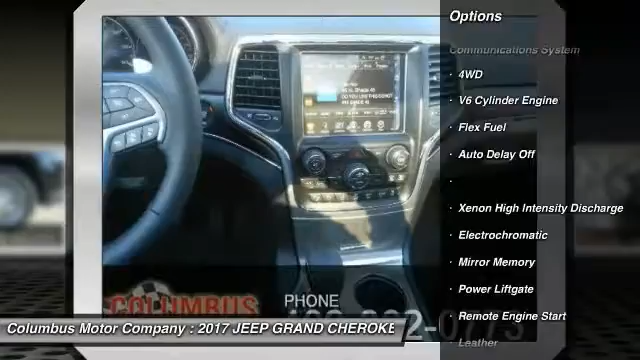 Options
Communications System
· 4WD
· V6 Cylinder Engine
· Flex Fuel
· Auto Delay Off
·
· Xenon High Intensity Discharge
· Electrochromatic
· Mirror Memory
· Power Liftgate
· Remote Engine Start
· Leather
COLUMBUS
PHONE
Columbus Motor Company : 2017 JEEP GRAND CHEROKE